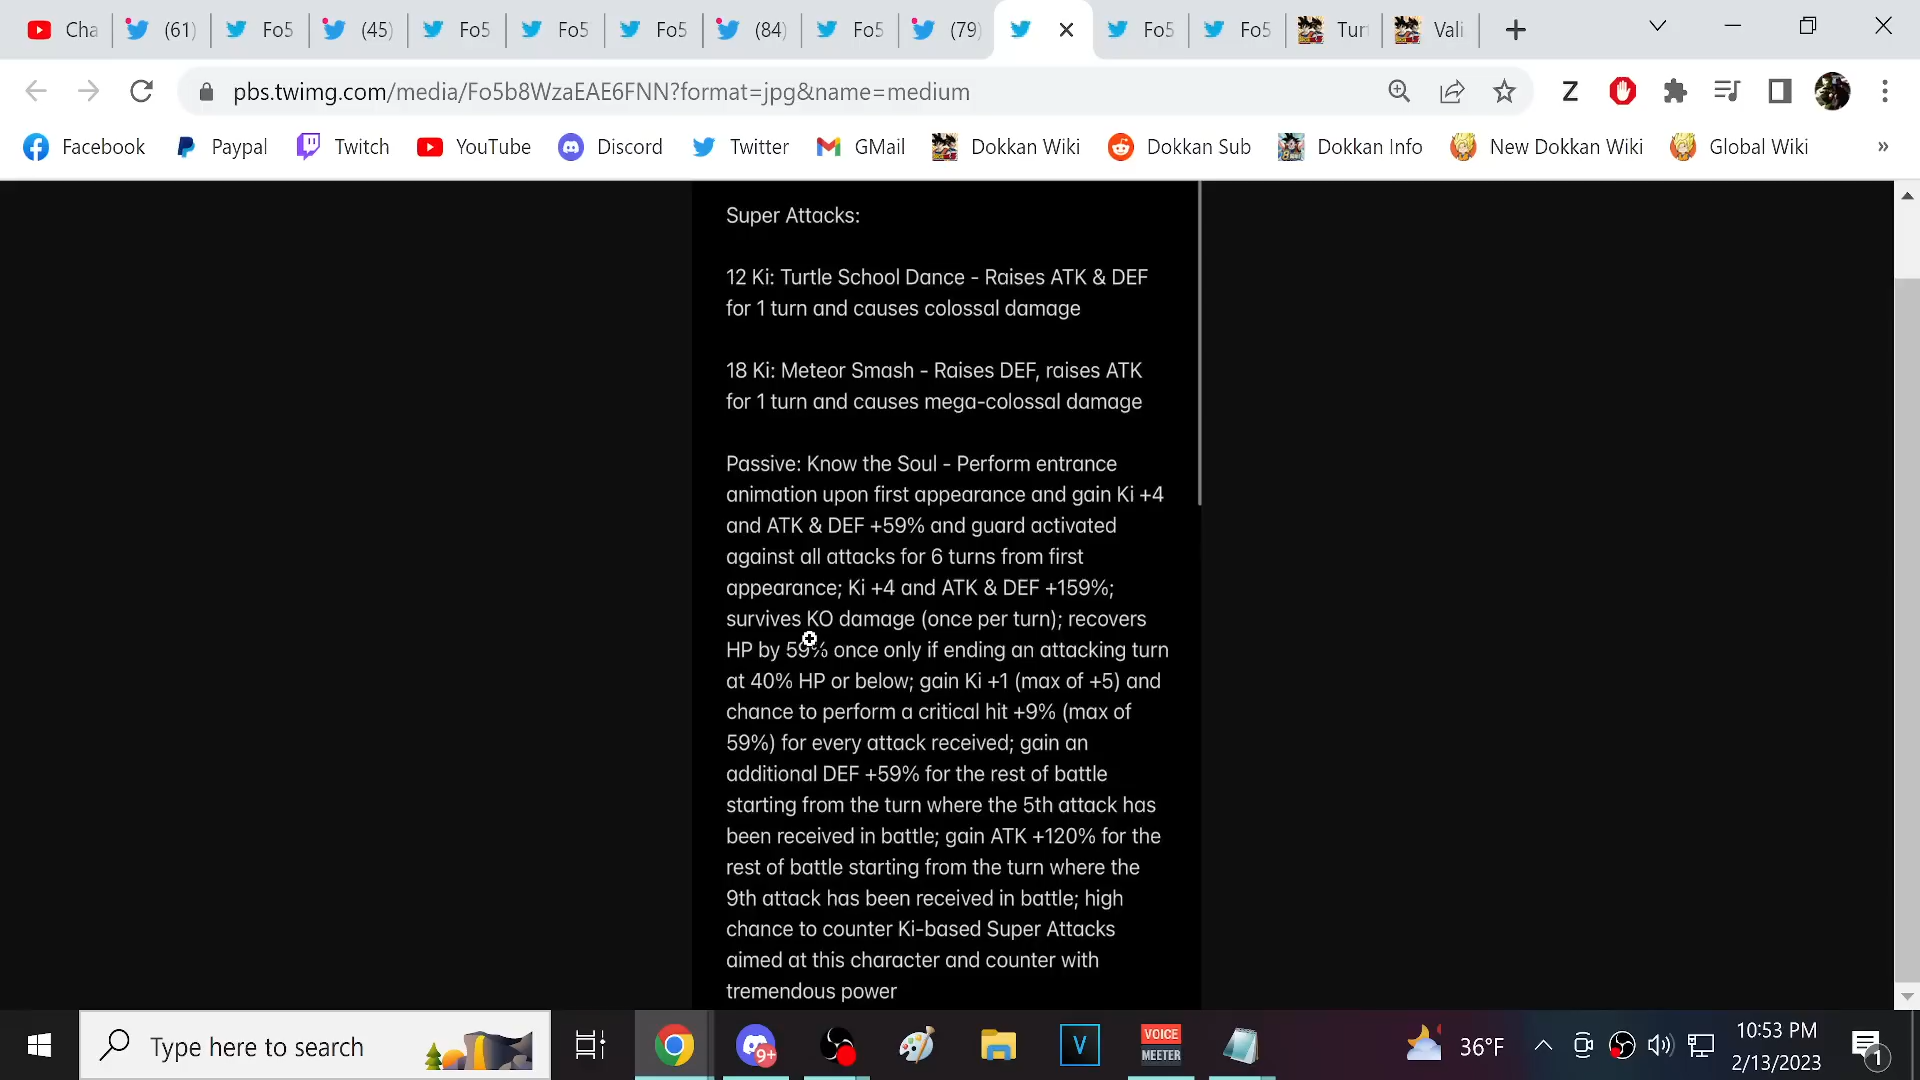 Cha
(61)
Fo5
(45)
Fo5
Fo5
Fo5
(84)
Fo5
(79)
Fo5
Fo5
Tur
Vali
pbs.twimg.com/media/Fo5b8WzaEAE6FNN?format=jpg&name=medium
Z
Facebook
Paypal
Twitch
YouTube
Discord
Twitter
GMail
Dokkan Wiki
Dokkan Sub
Dokkan Info
New Dokkan Wiki
Global Wiki
»
Super Attacks:
12 Ki: Turtle School Dance - Raises ATK & DEF
for 1 turn and causes colossal damage
18 Ki: Meteor Smash - Raises DEF, raises ATK
for 1 turn and causes mega-colossal damage
Passive: Know the Soul - Perform entrance
animation upon first appearance and gain Ki +4
and ATK & DEF +59% and guard activated
against all attacks for 6 turns from first
appearance; Ki +4 and ATK & DEF +159%;
survives KO damage (once per turn); recovers
HP by 59% once only if ending an attacking turn
at 40% HP or below; gain Ki +1 (max of +5) and
chance to perform a critical hit +9% (max of
59%) for every attack received; gain an
additional DEF +59% for the rest of battle
starting from the turn where the 5th attack has
been received in battle; gain ATK +120% for the
rest of battle starting from the turn where the
9th attack has been received in battle; high
chance to counter Ki-based Super Attacks
aimed at this character and counter with
tremendous power
Type here to search
9+
V
VOICE
MEETER
36°F
10:53 PM
2/13/2023
1